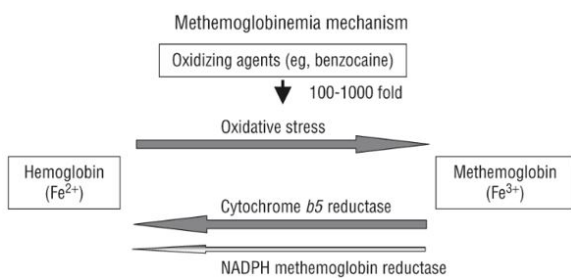 Methemoglobinemia mechanism
Oxidizing agents (eg, benzocaine)
100-1000 fold
Oxidative stress
Hemoglobin
(Fe²⁺)
Methemoglobin
(Fe³⁺)
Cytochrome b5 reductase
NADPH methemoglobin reductase